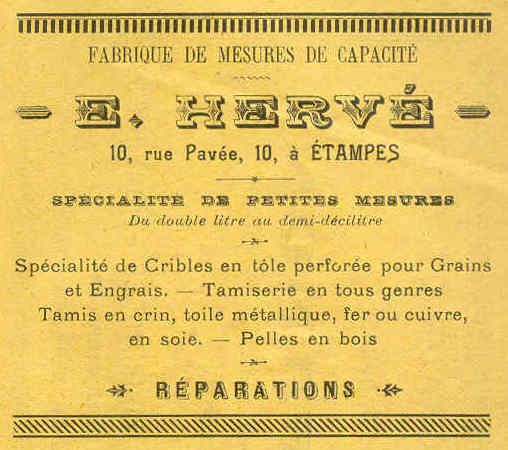 FABRIQUE DE MESURES DE CAPACITÉ
E. HERVÉ
10, rue Pavée, 10, à ÉTAMPES
SPÉCIALITÉ DE PETITES MESURES
Du double litre au demi-décilitre
Spécialité de Cribles en tôle perforée pour Grains
et Engrais. — Tamiserie en tous genres
Tamis en crin, toile métallique, fer ou cuivre,
en soie. — Pelles en bois
RÉPARATIONS